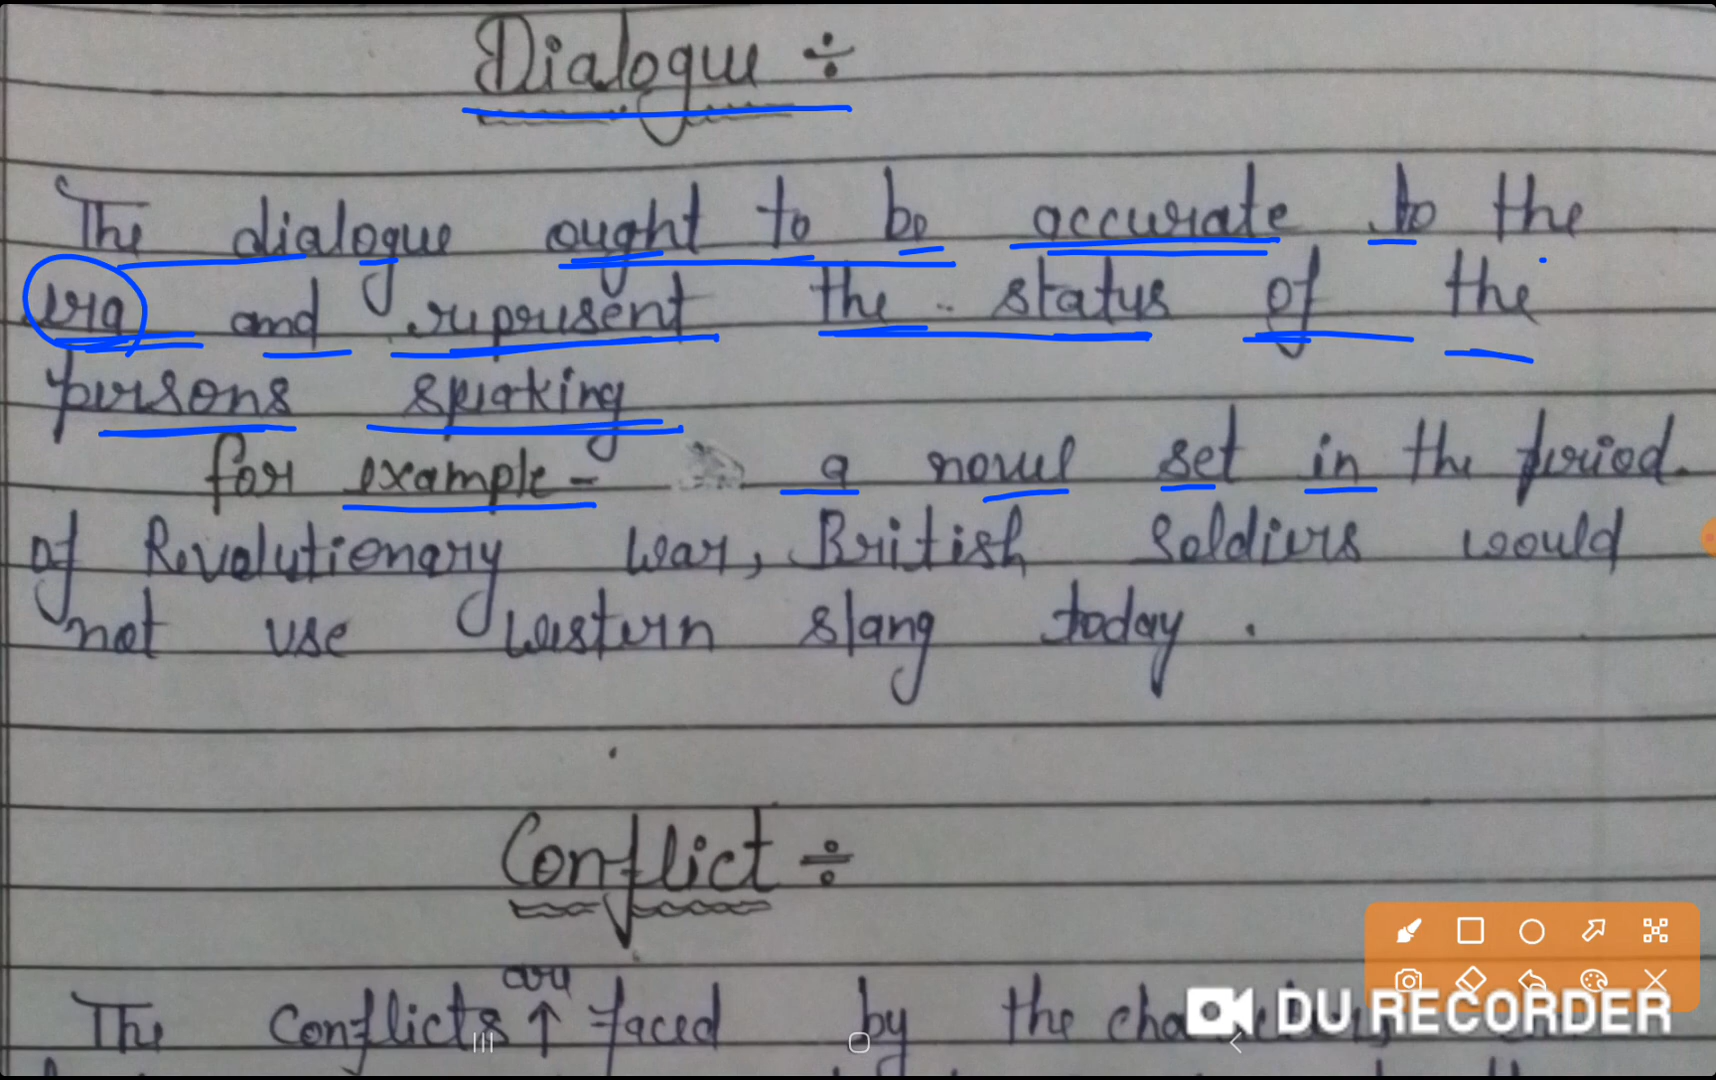 Dialogue ÷
The dialogue ought to be accurate to the
era and represent the status of the
persons speaking
for example - a novel set in the period.
of Revolutionary war, British Soldiers would
not use western slang today .
Conflict ÷
are
The Conflicts ↑ faced by the
DU RECORDER